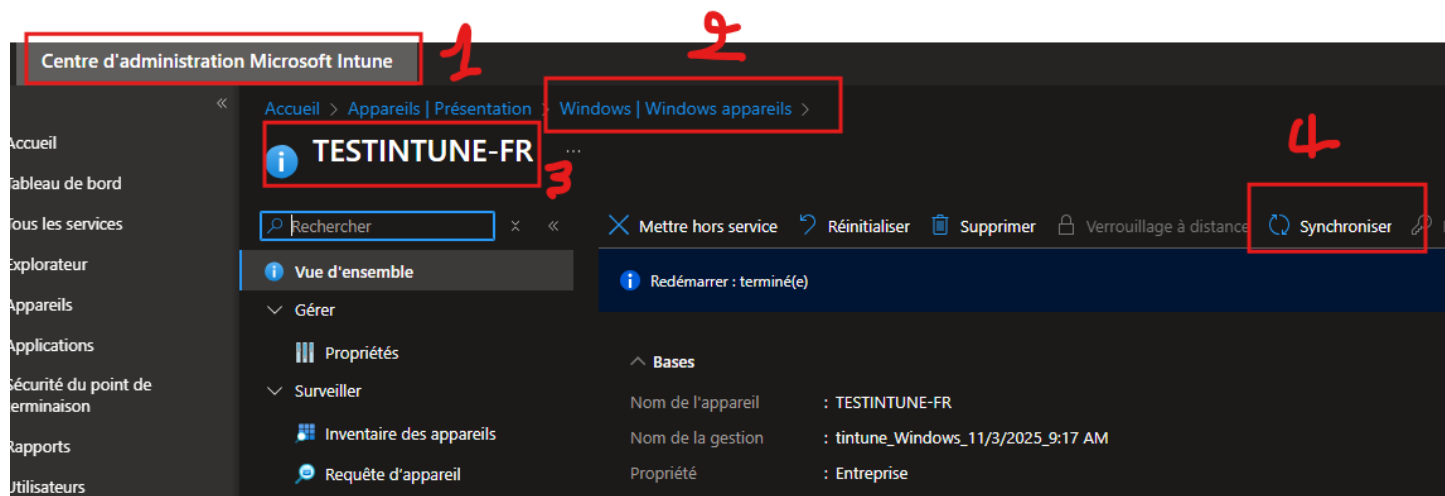 2
1
Centre d'administration Microsoft Intune
Accueil > Appareils | Présentation > Windows | Windows appareils >
TESTINTUNE-FR ...
3
4
Accueil
Tableau de bord
Tous les services
Explorateur
Appareils
Applications
Sécurité du point de
terminaison
Rapports
Utilisateurs
Rechercher
Mettre hors service
Réinitialiser
Supprimer
Verrouillage à distance
Synchroniser
Vue d'ensemble
Gérer
Propriétés
Surveiller
Inventaire des appareils
Requête d'appareil
Redémarrer : terminé(e)
Bases
Nom de l'appareil : TESTINTUNE-FR
Nom de la gestion : tintune_Windows_11/3/2025_9:17 AM
Propriété : Entreprise